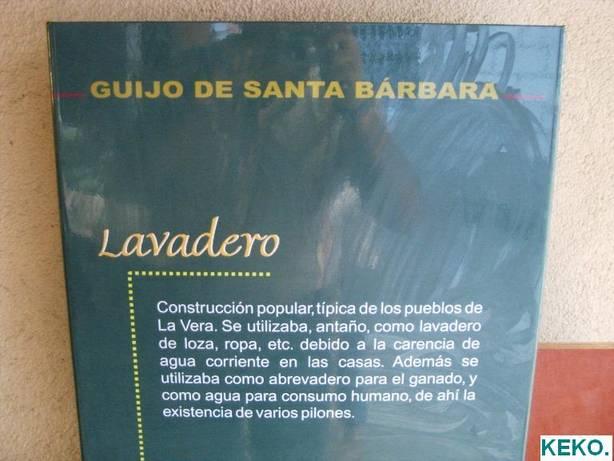 GUIJO DE SANTA BÁRBARA
Lavadero
Construcción popular, típica de los pueblos de
La Vera. Se utilizaba, antaño, como lavadero
de loza, ropa, etc. debido a la carencia de
agua corriente en las casas. Además se
utilizaba como abrevadero para el ganado, y
como agua para consumo humano, de ahí la
existencia de varios pilones.
KEKO.